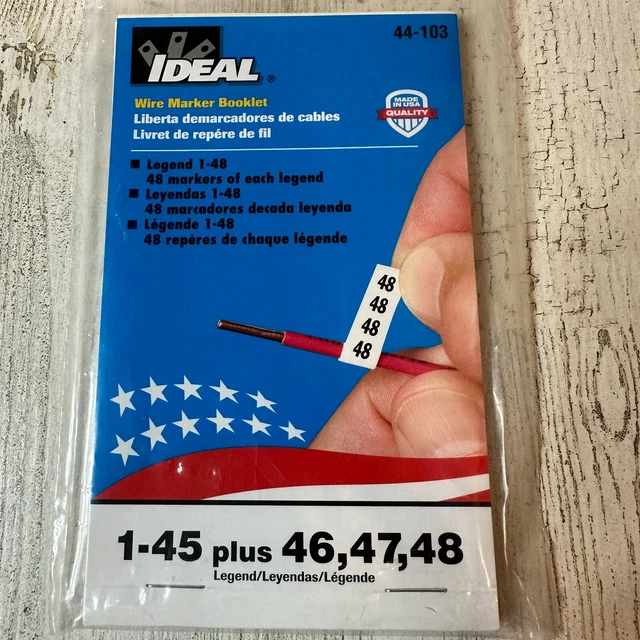 44-103
IDEAL®
MADE
IN USA
QUALITY
Wire Marker Booklet
Liberta demarcadores de cables
Livret de repére de fil
■ Legend 1-48
48 markers of each legend
■ Leyendas 1-48
48 marcadores decada leyenda
■ Légende 1-48
48 repères de chaque légende
48
48
48
48
1-45 plus 46,47,48
Legend/Leyendas/Légende